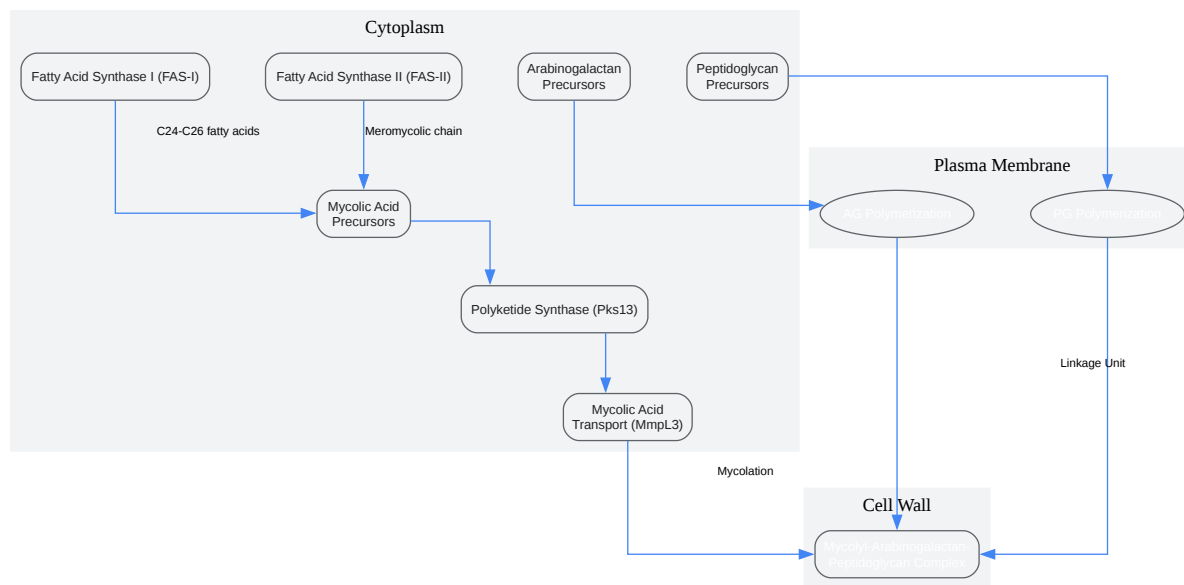 Cytoplasm
Fatty Acid Synthase I (FAS-I)
Fatty Acid Synthase II (FAS-II)
Arabinogalactan
Precursors
Peptidoglycan
Precursors
C24-C26 fatty acids
Meromycolic chain
Plasma Membrane
Mycolic Acid
Precursors
AG Polymerization
PG Polymerization
Polyketide Synthase (Pks13)
Linkage Unit
Mycolic Acid
Transport (MmpL3)
Mycolation
Cell Wall
Mycolyl-Arabinogalactan-
Peptidoglycan Complex